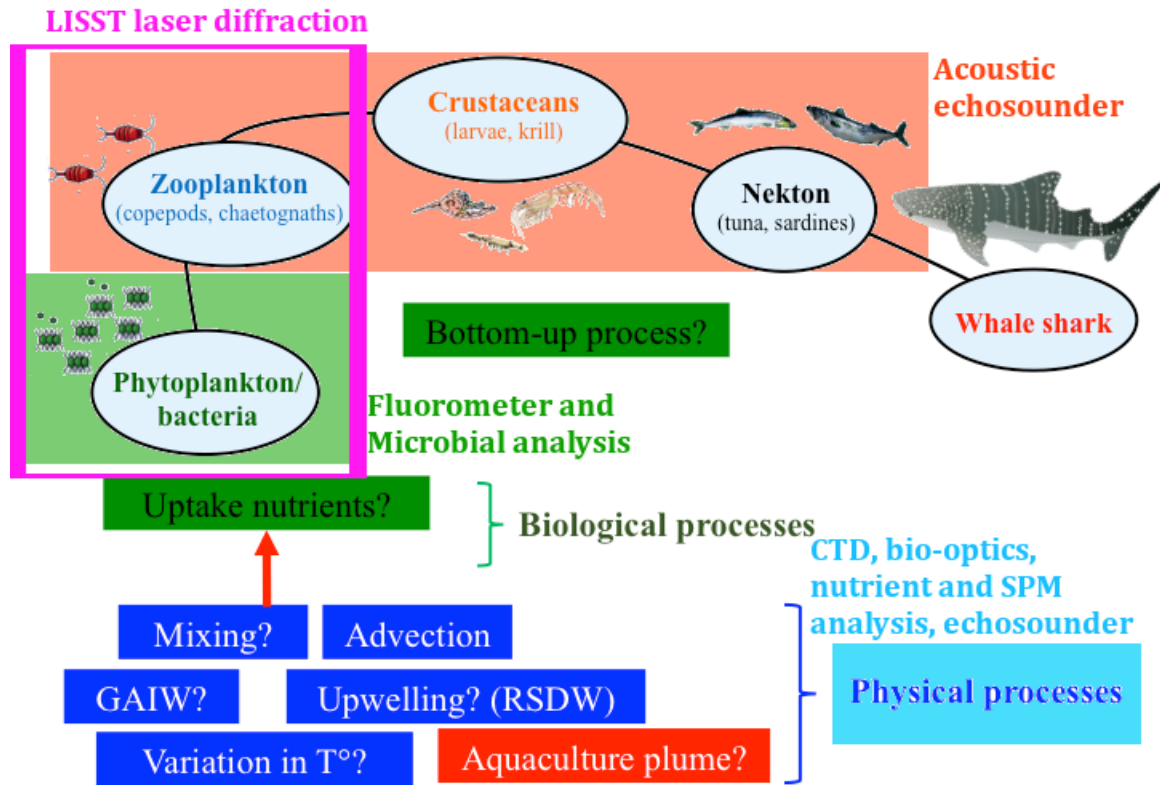 LISST laser diffraction
Acoustic
echosounder
Crustaceans
(larvae, krill)
Zooplankton
(copepods, chaetognaths)
Nekton
(tuna, sardines)
Whale shark
Bottom-up process?
Phytoplankton/
bacteria
Fluorometer and
Microbial analysis
Uptake nutrients?
Biological processes
CTD, bio-optics,
nutrient and SPM
analysis, echosounder
Mixing?
Advection
GAIW?
Upwelling? (RSDW)
Physical processes
Variation in T°?
Aquaculture plume?